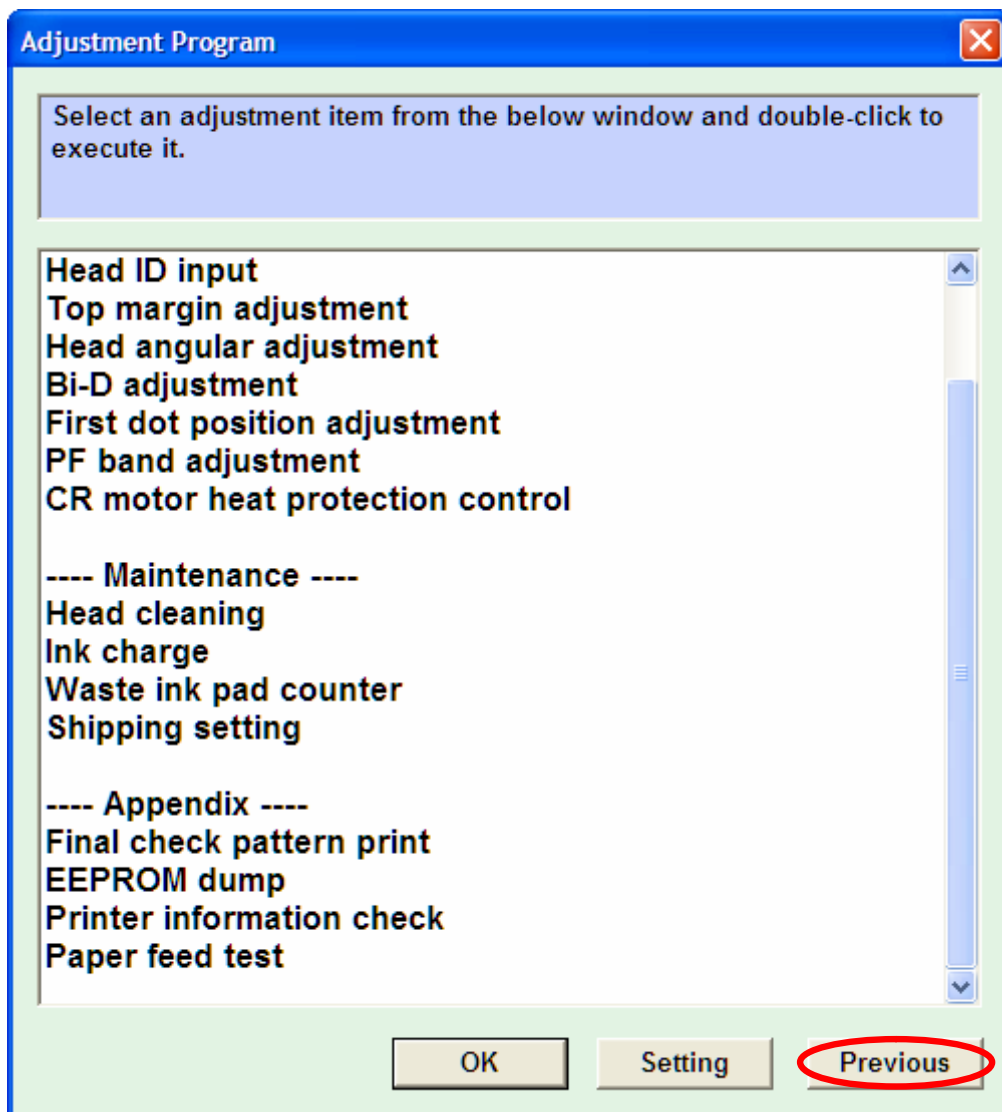 Adjustment Program
Select an adjustment item from the below window and double-click to
execute it.
Head ID input
Top margin adjustment
Head angular adjustment
Bi-D adjustment
First dot position adjustment
PF band adjustment
CR motor heat protection control
---- Maintenance ----
Head cleaning
Ink charge
Waste ink pad counter
Shipping setting
---- Appendix ----
Final check pattern print
EEPROM dump
Printer information check
Paper feed test
OK Setting Previous